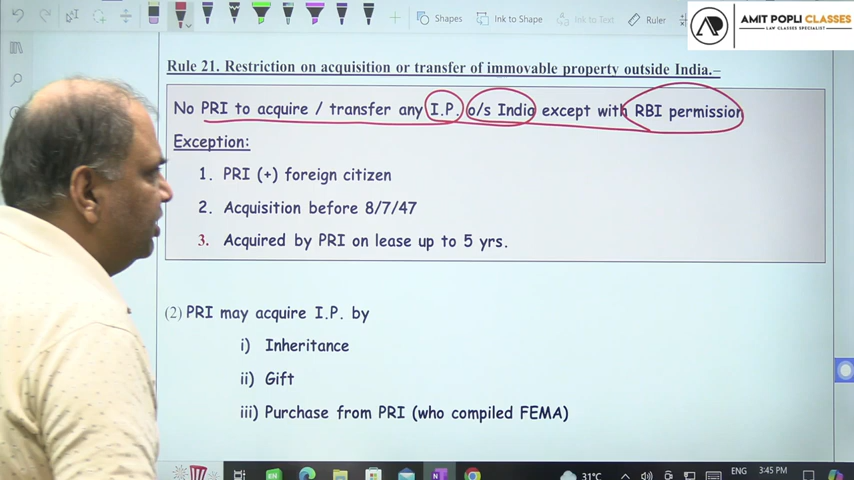 Shapes
Ink to Shape
Ink to Text
Ruler
AMIT POPLI CLASSES
LAW CLASSES SPECIALIST
Rule 21. Restriction on acquisition or transfer of immovable property outside India.–
No PRI to acquire / transfer any I.P. o/s India except with RBI permission
Exception:
1. PRI (+) foreign citizen
2. Acquisition before 8/7/47
3. Acquired by PRI on lease up to 5 yrs.
(2) PRI may acquire I.P. by
i) Inheritance
ii) Gift
iii) Purchase from PRI (who compiled FEMA)
31°C
ENG
3:45 PM